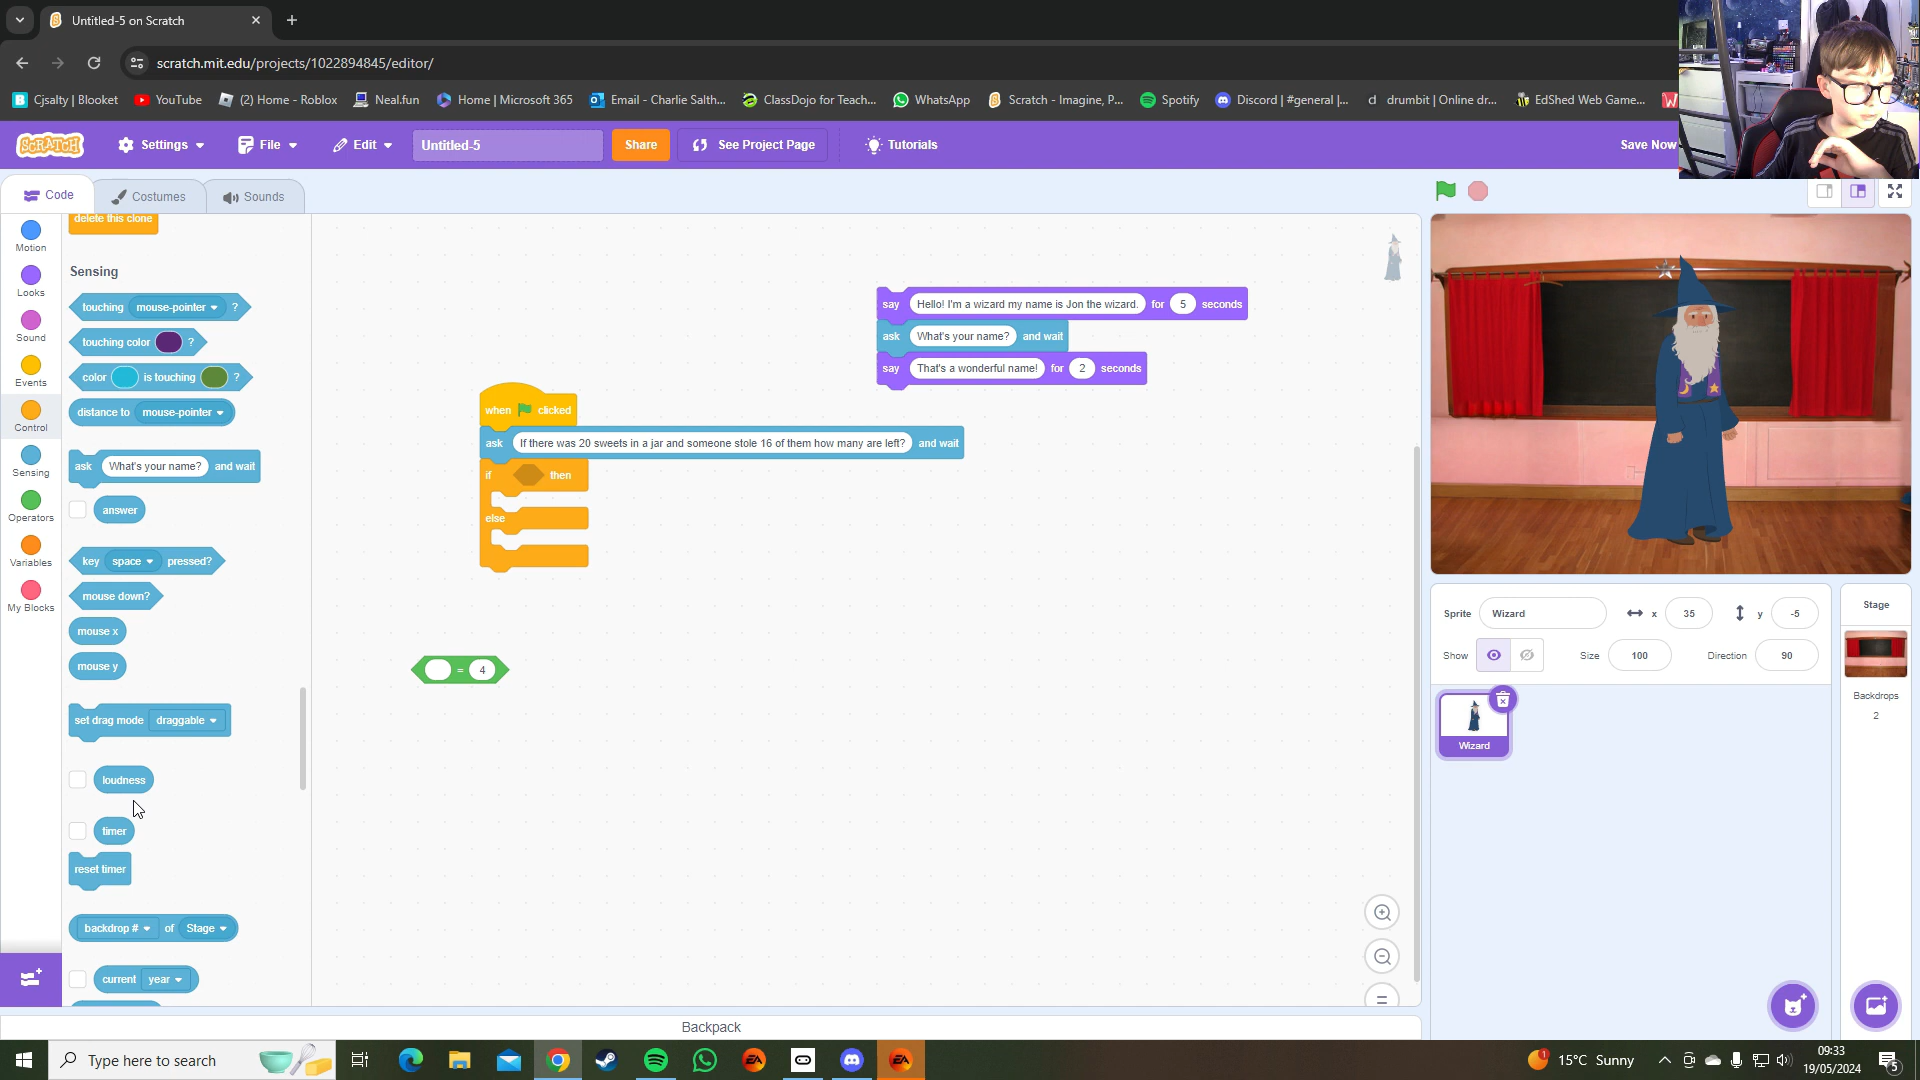 Untitled-5 on Scratch
scratch.mit.edu/projects/1022894845/editor/
Cjsalty | Blooket
YouTube
(2) Home - Roblox
Neal.fun
Home | Microsoft 365
Email - Charlie Salth...
ClassDojo for Teach...
WhatsApp
Scratch - Imagine, P...
Spotify
Discord | #general |...
drumbit | Online dr...
EdShed Web Game...
SCRATCH
Settings
File
Edit
Untitled-5
Share
See Project Page
Tutorials
Save Now
Code
Costumes
Sounds
Motion
Looks
Sound
Events
Control
Sensing
Operators
Variables
My Blocks
delete this clone
Sensing
touching mouse-pointer ?
touching color ?
color is touching ?
distance to mouse-pointer
ask What's your name? and wait
answer
key space pressed?
mouse down?
mouse x
mouse y
set drag mode draggable
loudness
timer
reset timer
backdrop # of Stage
current year
say Hello! I'm a wizard my name is Jon the wizard. for 5 seconds
ask What's your name? and wait
say That's a wonderful name! for 2 seconds
when clicked
ask If there was 20 sweets in a jar and someone stole 16 of them how many are left? and wait
if then
else
= 4
Sprite Wizard x 35 y -5
Show Size 100 Direction 90
Wizard
Stage
Backdrops
2
Backpack
Type here to search
15°C Sunny
09:33
19/05/2024
5